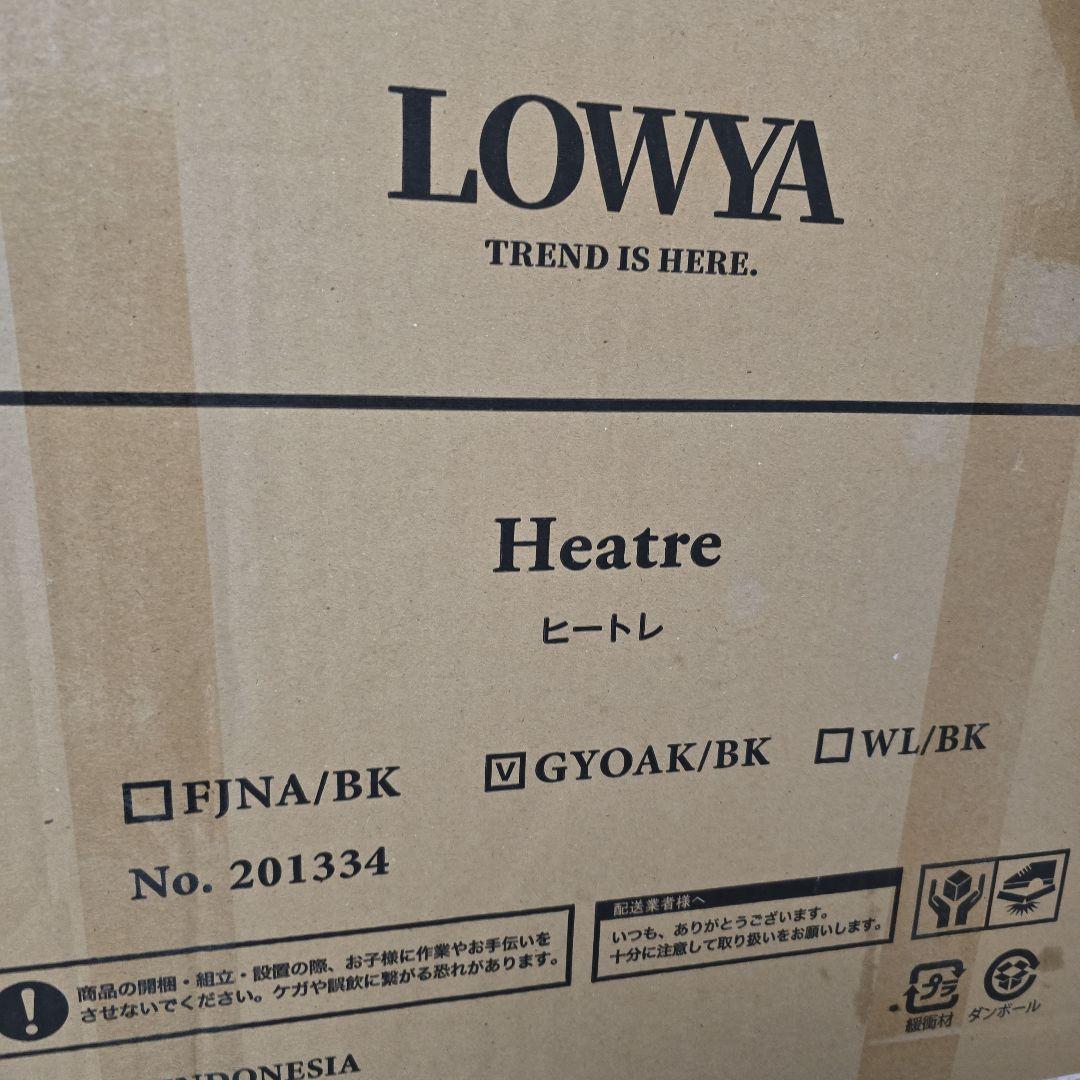 LOWYA
TREND IS HERE.
Heatre
ヒートレ
FJNA/BK
V GYOAK/BK
WL/BK
No. 201334
商品の開梱・組立・設置の際、お子様に作業やお手伝いを
させないでください。ケガや誤飲に繋がる恐れがあります。
配送業者様へ
いつも、ありがとうございます。
十分に注意して取り扱いをお願いします。
プラ
緩衝材
ダンボール
INDONESIA